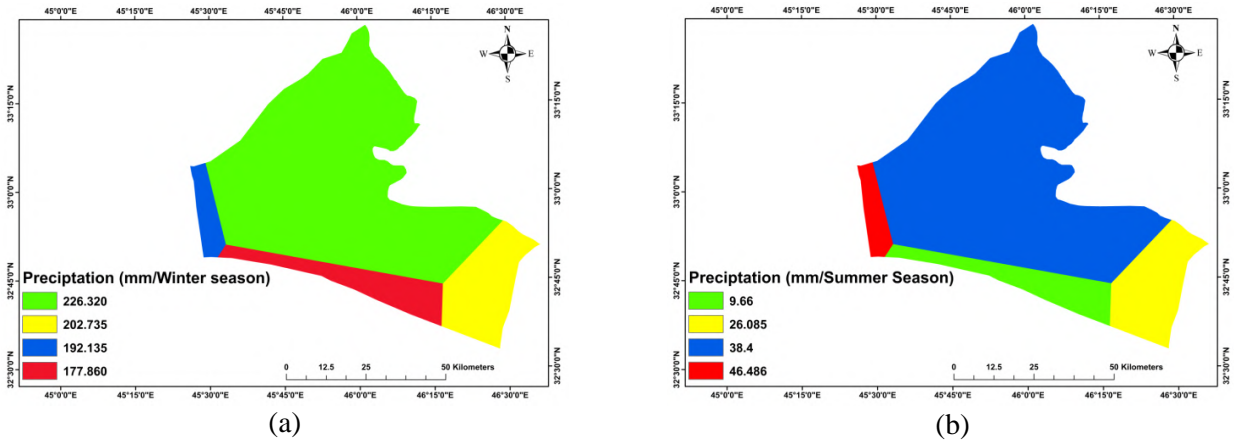 45°0'0"E 45°15'0"E 45°30'0"E 45°45'0"E 46°0'0"E 46°15'0"E 46°30'0"E
N
W E
S
33°15'0"N 33°15'0"N
33°0'0"N 33°0'0"N
32°45'0"N 32°45'0"N
32°30'0"N 32°30'0"N
Preciptation (mm/Winter season)
226.320
202.735
192.135
177.860
0 12.5 25 50 Kilometers
45°0'0"E 45°15'0"E 45°30'0"E 45°45'0"E 46°0'0"E 46°15'0"E 46°30'0"E
(a)
45°0'0"E 45°15'0"E 45°30'0"E 45°45'0"E 46°0'0"E 46°15'0"E 46°30'0"E
N
W E
S
33°15'0"N 33°15'0"N
33°0'0"N 33°0'0"N
32°45'0"N 32°45'0"N
32°30'0"N 32°30'0"N
Preciptation (mm/Summer Season)
9.66
26.085
38.4
46.486
0 12.5 25 50 Kilometers
45°0'0"E 45°15'0"E 45°30'0"E 45°45'0"E 46°0'0"E 46°15'0"E 46°30'0"E
(b)